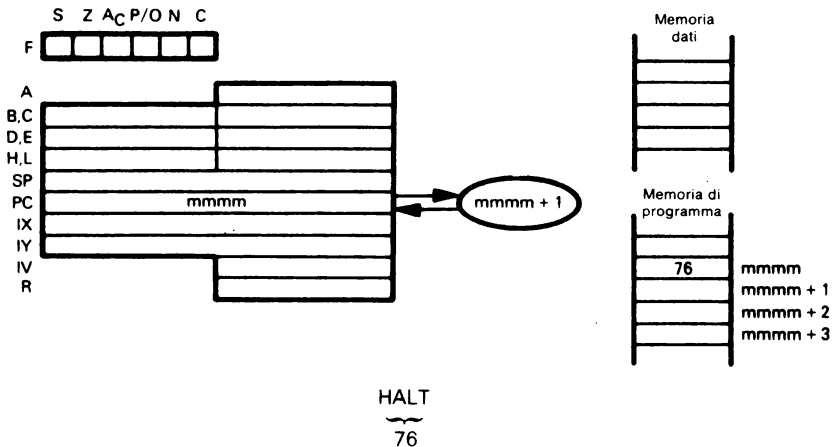 S Z AC P/O N C
F
A
B,C
D,E
H,L
SP
PC mmmm mmmm + 1
IX
IY
IV
R
Memoria
dati
Memoria di
programma
76 mmmm
mmmm + 1
mmmm + 2
mmmm + 3
HALT
76